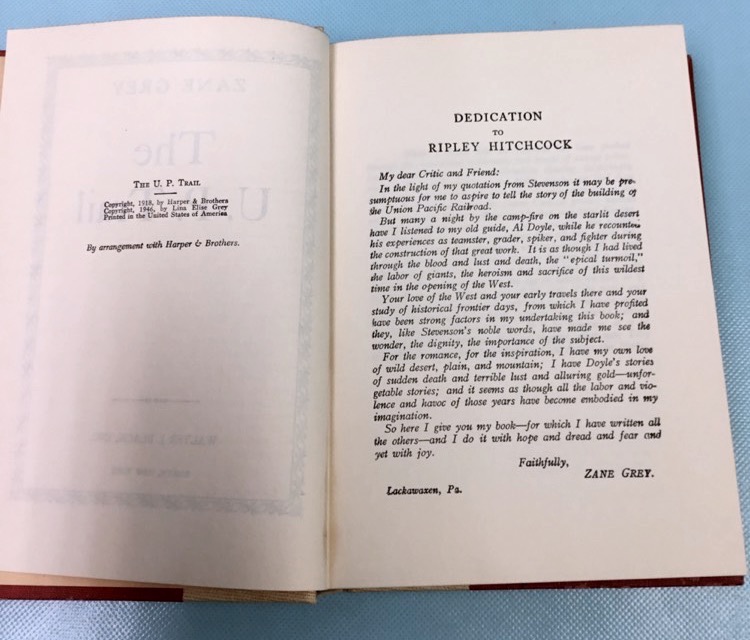 THE U. P. TRAIL
Copyright, 1918, by Harper & Brothers
Copyright, 1946, by Lina Elise Grey
Printed in the United States of America
By arrangement with Harper & Brothers.
DEDICATION
TO
RIPLEY HITCHCOCK
My dear Critic and Friend:
In the light of my quotation from Stevenson it may be pre-
sumptuous for me to aspire to tell the story of the building of
the Union Pacific Railroad.
But many a night by the camp-fire on the starlit desert
have I listened to my old guide, Al Doyle, while he recounted
his experiences as teamster, grader, spiker, and fighter during
the construction of that great work. It is as though I had lived
through the blood and lust and death, the "epical turmoil,"
the labor of giants, the heroism and sacrifice of this wildest
time in the opening of the West.
Your love of the West and your early travels there and your
study of historical frontier days, from which I have profited
have been strong factors in my undertaking this book; and
they, like Stevenson's noble words, have made me see the
wonder, the dignity, the importance of the subject.
For the romance, for the inspiration, I have my own love
of wild desert, plain, and mountain; I have Doyle's stories
of sudden death and terrible lust and alluring gold—unfor-
getable stories; and it seems as though all the labor and vio-
lence and havoc of those years have become embodied in my
imagination.
So here I give you my book—for which I have written all
the others—and I do it with hope and dread and fear and
yet with joy.
Faithfully,
ZANE GREY.
Lackawaxen, Pa.
ZANE GREY
The
U